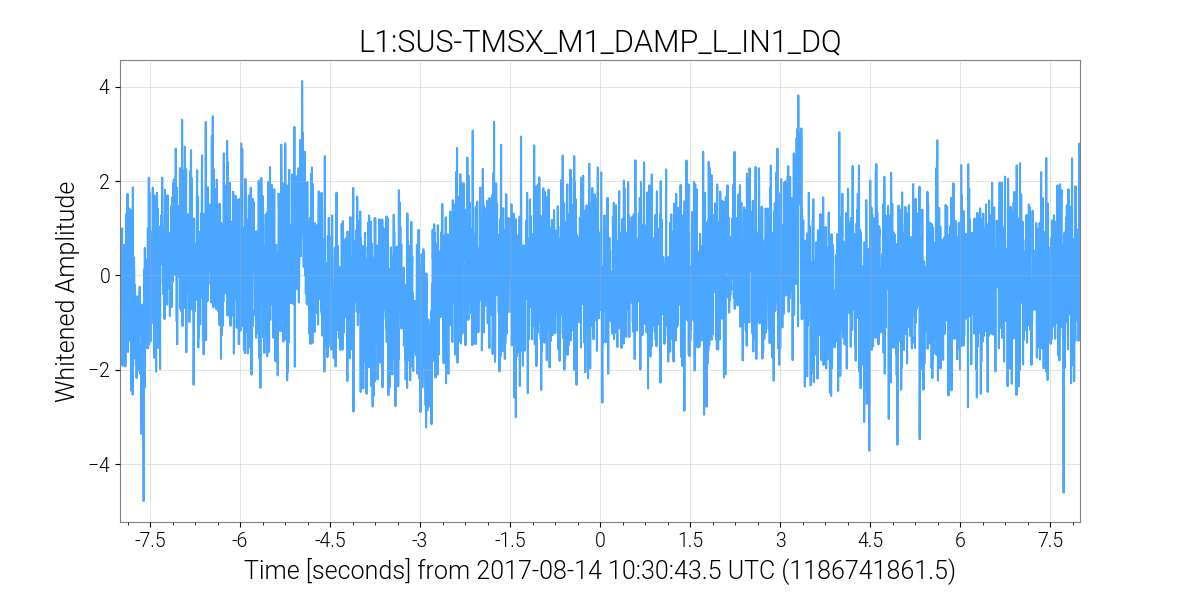 L1:SUS-TMSX_M1_DAMP_L_IN1_DQ
Whitened Amplitude
4
2
0
−2
−4
-7.5 -6 -4.5 -3 -1.5 0 1.5 3 4.5 6 7.5
Time [seconds] from 2017-08-14 10:30:43.5 UTC (1186741861.5)